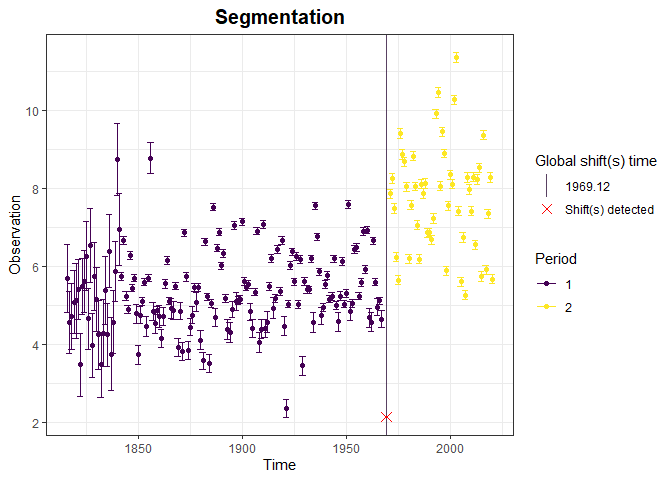 Segmentation
Observation
10
8
6
4
2
1850
1900
1950
2000
Time
Global shift(s) time
1969.12
Shift(s) detected
Period
1
2